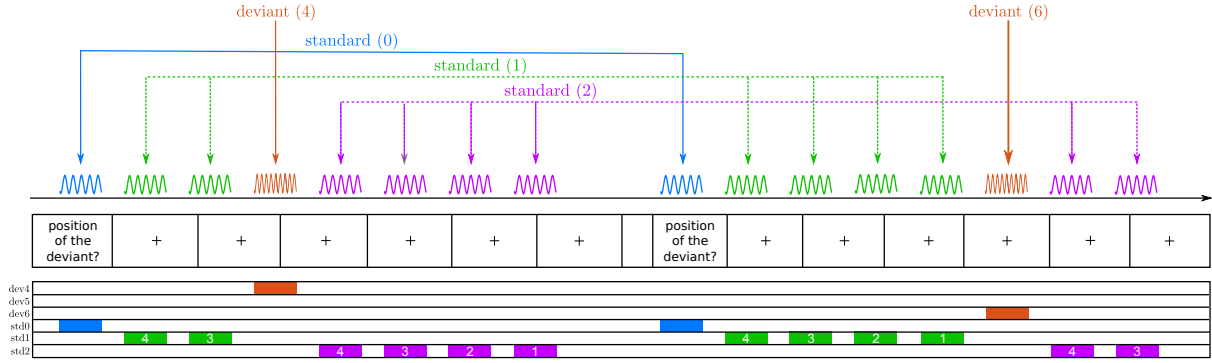 deviant (4)
deviant (6)
standard (0)
standard (1)
standard (2)
position
of the
deviant?
+ + + + + +
position
of the
deviant?
+ + + + + +
dev4
dev5
dev6
std0
std1 4 3 4 3 2 1
std2 4 3 2 1 4 3